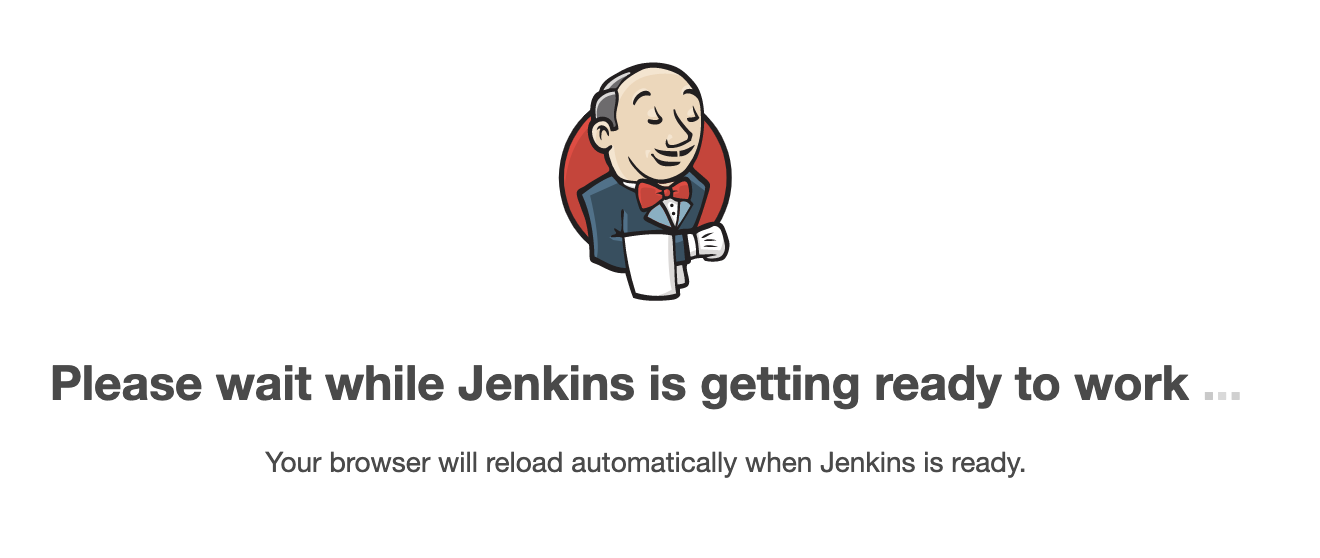 Please wait while Jenkins is getting ready to work ...
Your browser will reload automatically when Jenkins is ready.